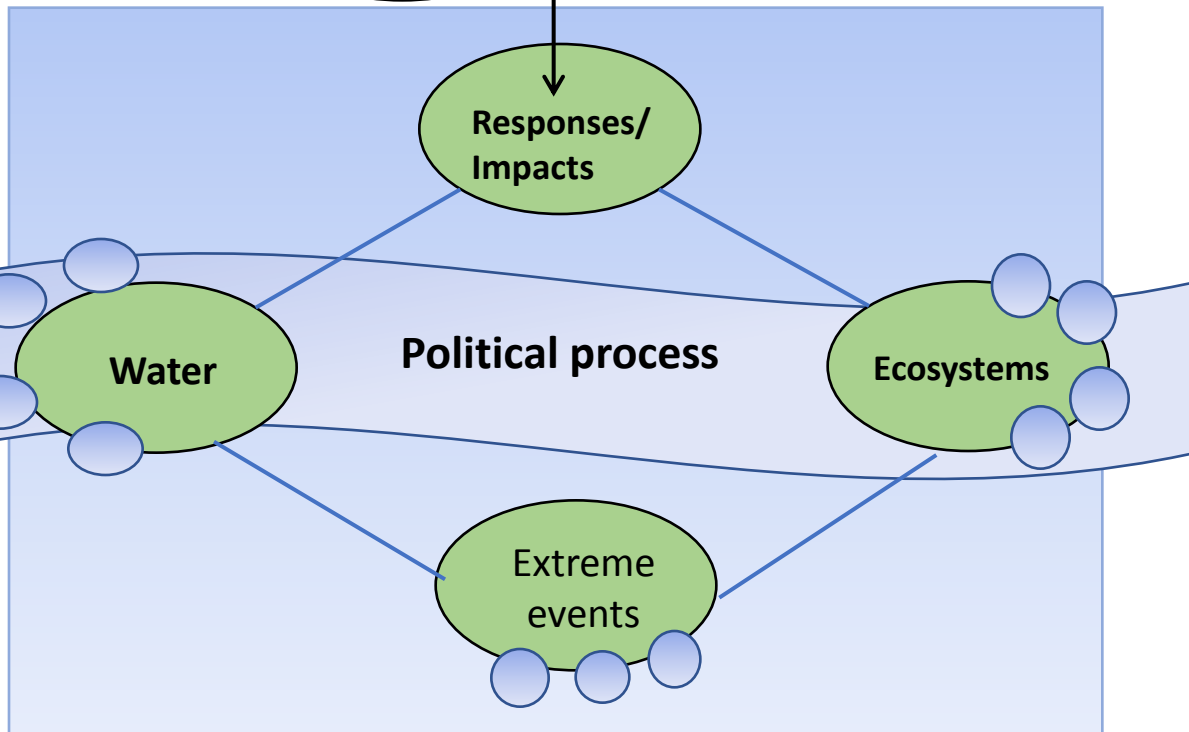 Responses/
Impacts
Water
Political process
Ecosystems
Extreme
events